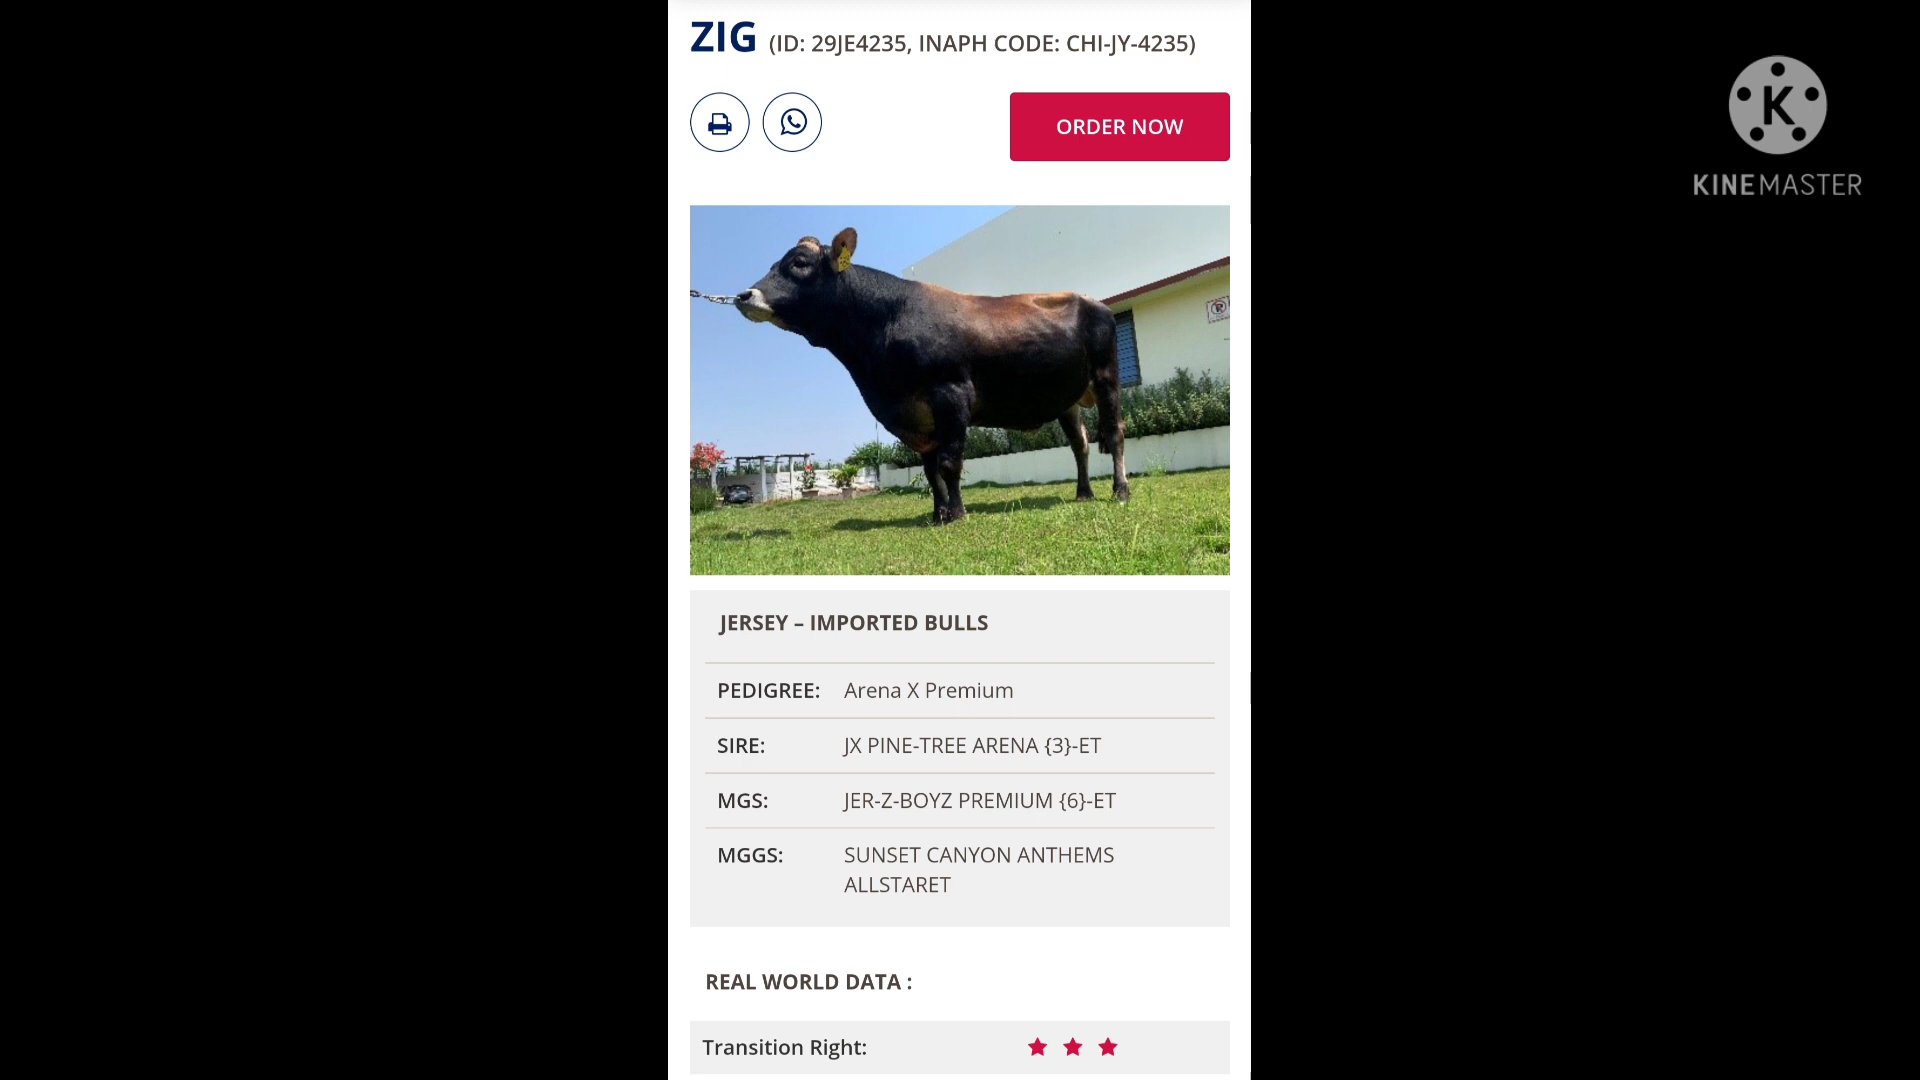 ZIG (ID: 29JE4235, INAPH CODE: CHI-JY-4235)
ORDER NOW
K
KINEMASTER
JERSEY – IMPORTED BULLS
PEDIGREE: Arena X Premium
SIRE: JX PINE-TREE ARENA {3}-ET
MGS: JER-Z-BOYZ PREMIUM {6}-ET
MGGS: SUNSET CANYON ANTHEMS
ALLSTARET
REAL WORLD DATA :
Transition Right: